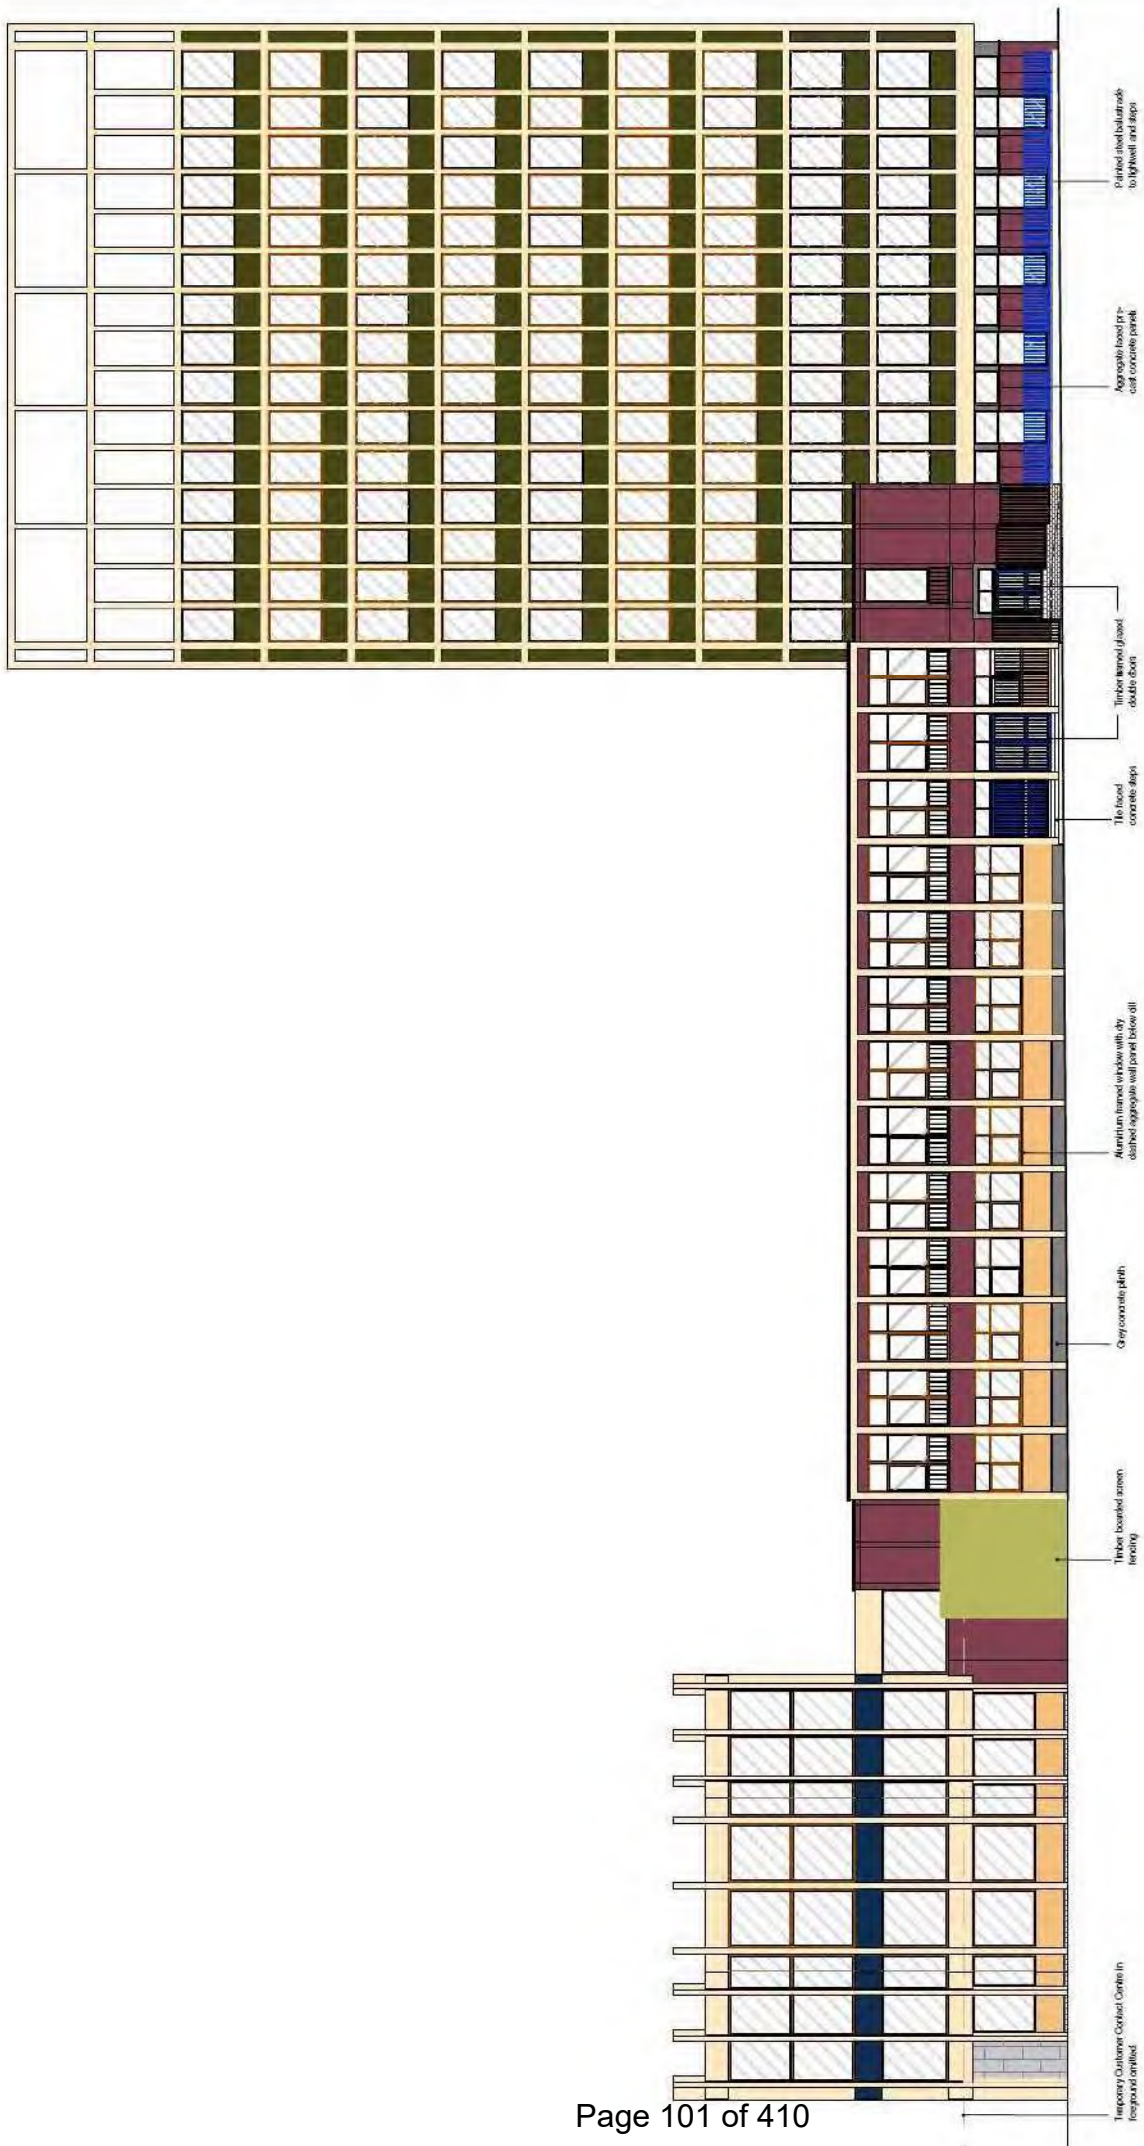 Painted steel balustrade
to lightwell and steps
Aggregate faced pre-
cast concrete panels
Timber framed glazed
double doors
Tile faced
concrete steps
Aluminium framed window with dry
dashed aggregate wall panel below cill
Grey concrete plinth
Timber boarded screen
fencing
Temporary Customer Contact Centre in
foreground omitted.
Page 101 of 410